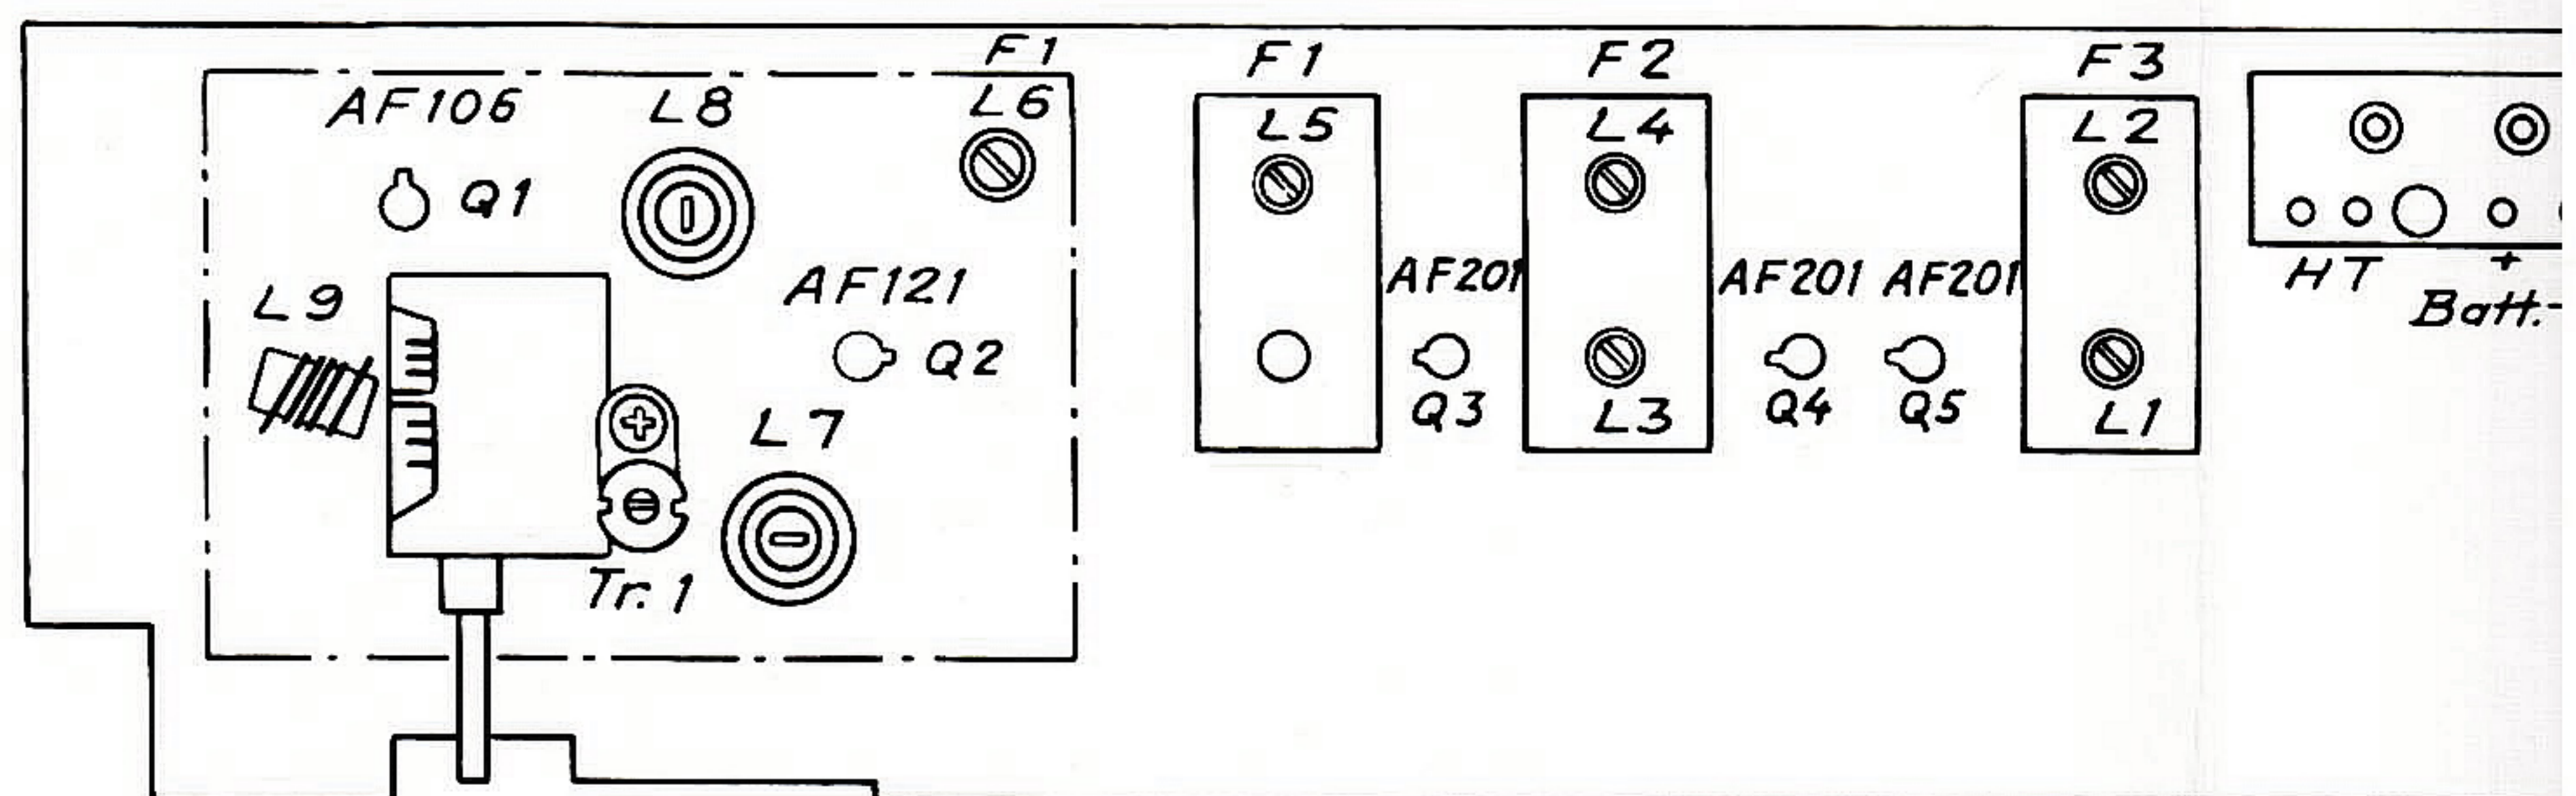 F1
AF106
L8
L6
Q1
L9
AF121
Q2
L7
Tr. 1
F1
L5
AF201
Q3
F2
L4
L3
AF201
Q4
AF201
Q5
F3
L2
L1
HT
+
Batt.-